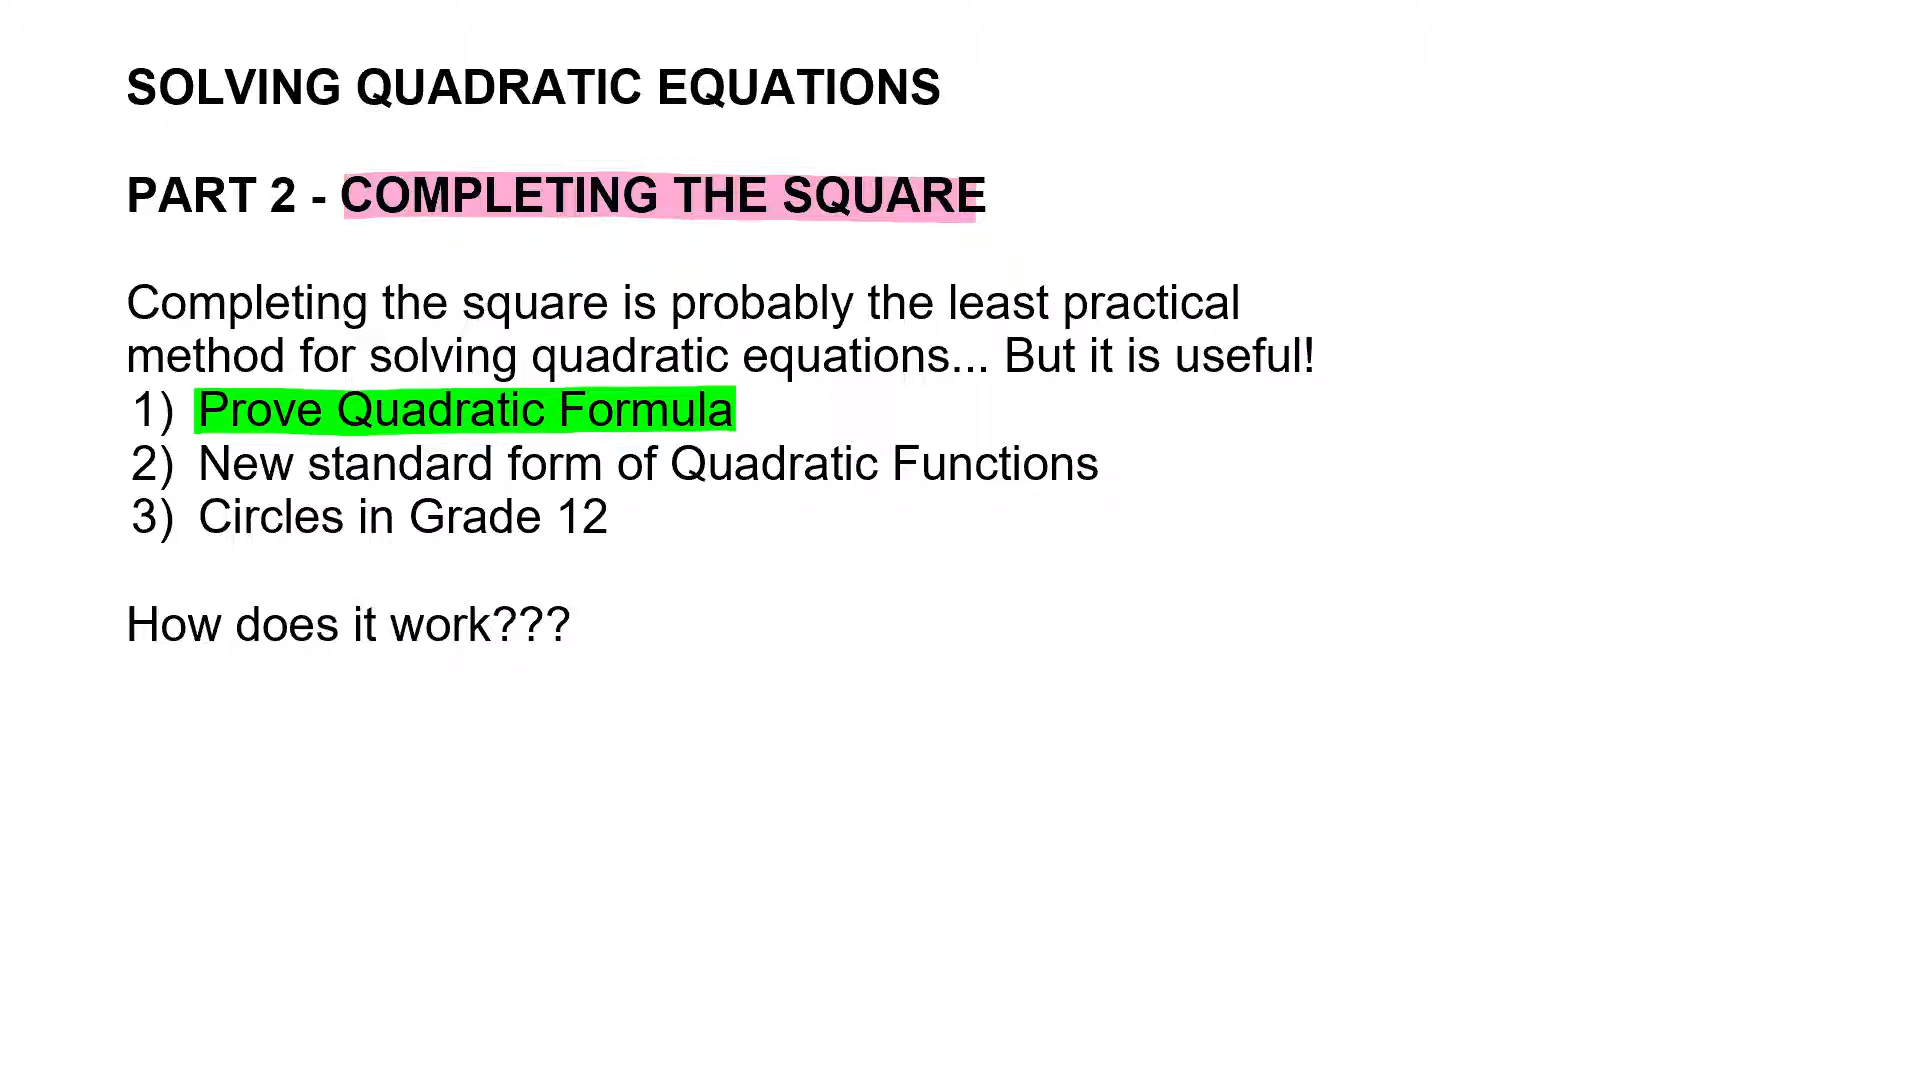 SOLVING QUADRATIC EQUATIONS
PART 2 - COMPLETING THE SQUARE
Completing the square is probably the least practical
method for solving quadratic equations... But it is useful!
1) Prove Quadratic Formula
2) New standard form of Quadratic Functions
3) Circles in Grade 12
How does it work???